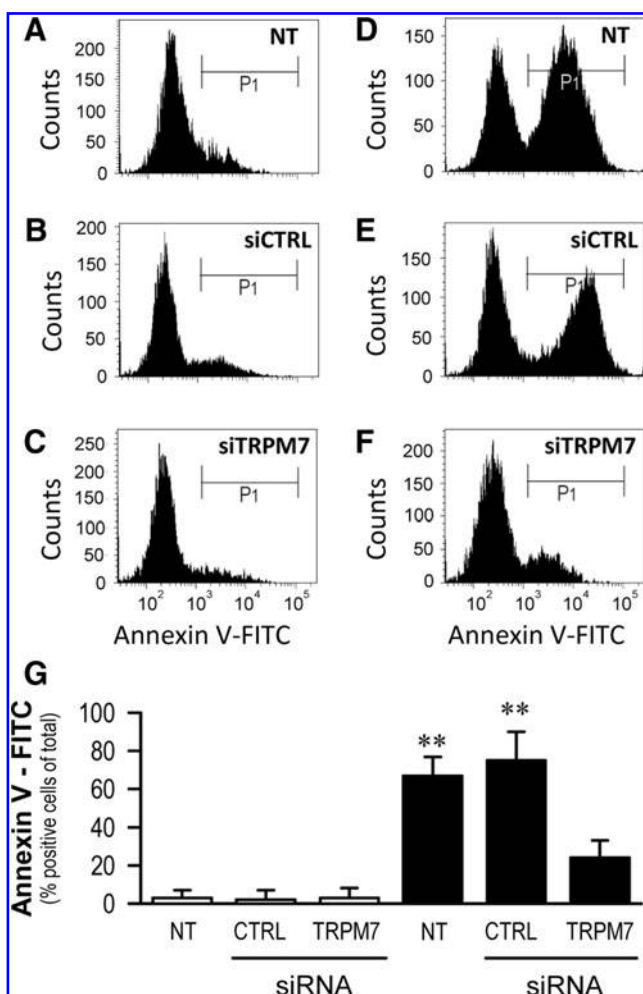 A
NT
P1
Counts
200
150
100
50
0
D
NT
P1
Counts
150
100
50
0
B
siCTRL
P1
Counts
200
150
100
50
0
E
siCTRL
P1
Counts
150
100
50
0
C
siTRPM7
P1
Counts
250
200
150
100
50
0
10² 10³ 10⁴ 10⁵
Annexin V-FITC
F
siTRPM7
P1
Counts
200
150
100
50
0
10² 10³ 10⁴ 10⁵
Annexin V-FITC
G
Annexin V - FITC
(% positive cells of total)
100
80
60
40
20
0
** **
NT CTRL TRPM7 NT CTRL TRPM7
siRNA siRNA